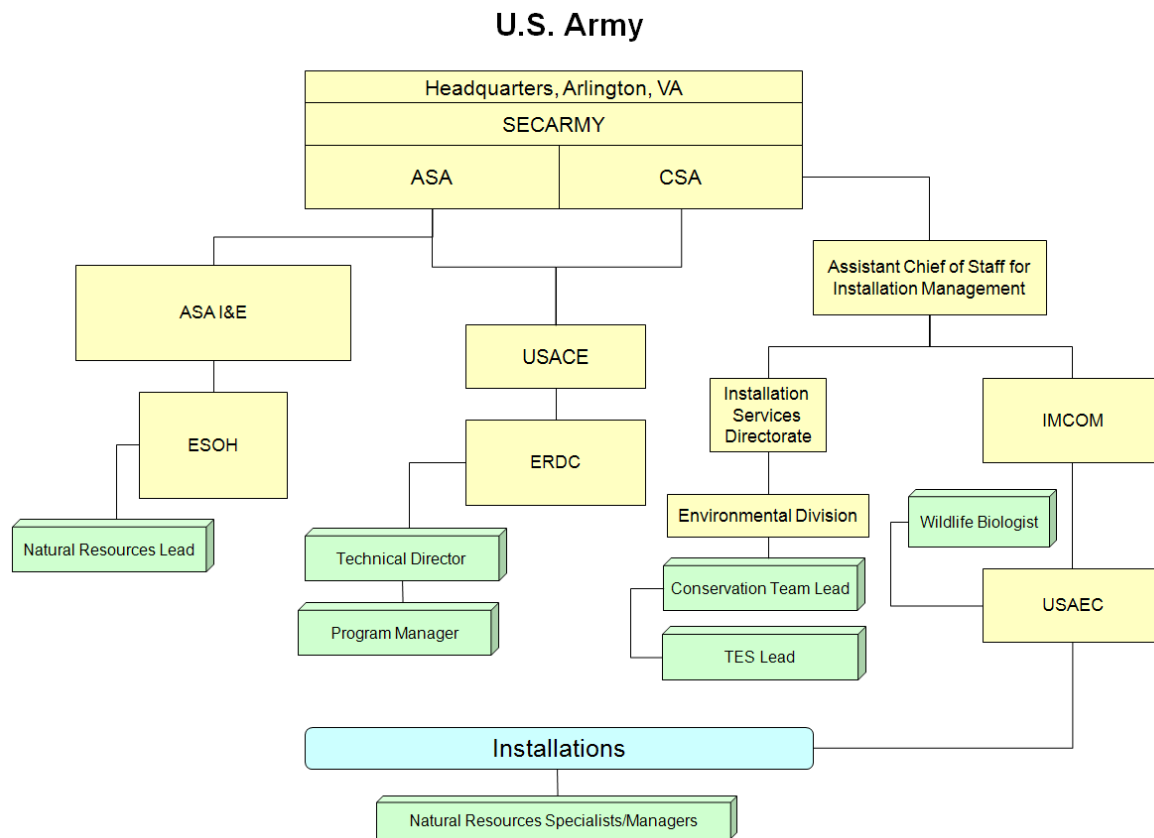 U.S. Army
Headquarters, Arlington, VA
SECARMY
ASA
CSA
Assistant Chief of Staff for
Installation Management
ASA I&E
USACE
Installation
Services
Directorate
IMCOM
ESOH
ERDC
Environmental Division
Wildlife Biologist
Natural Resources Lead
Technical Director
Conservation Team Lead
USAEC
Program Manager
TES Lead
Installations
Natural Resources Specialists/Managers